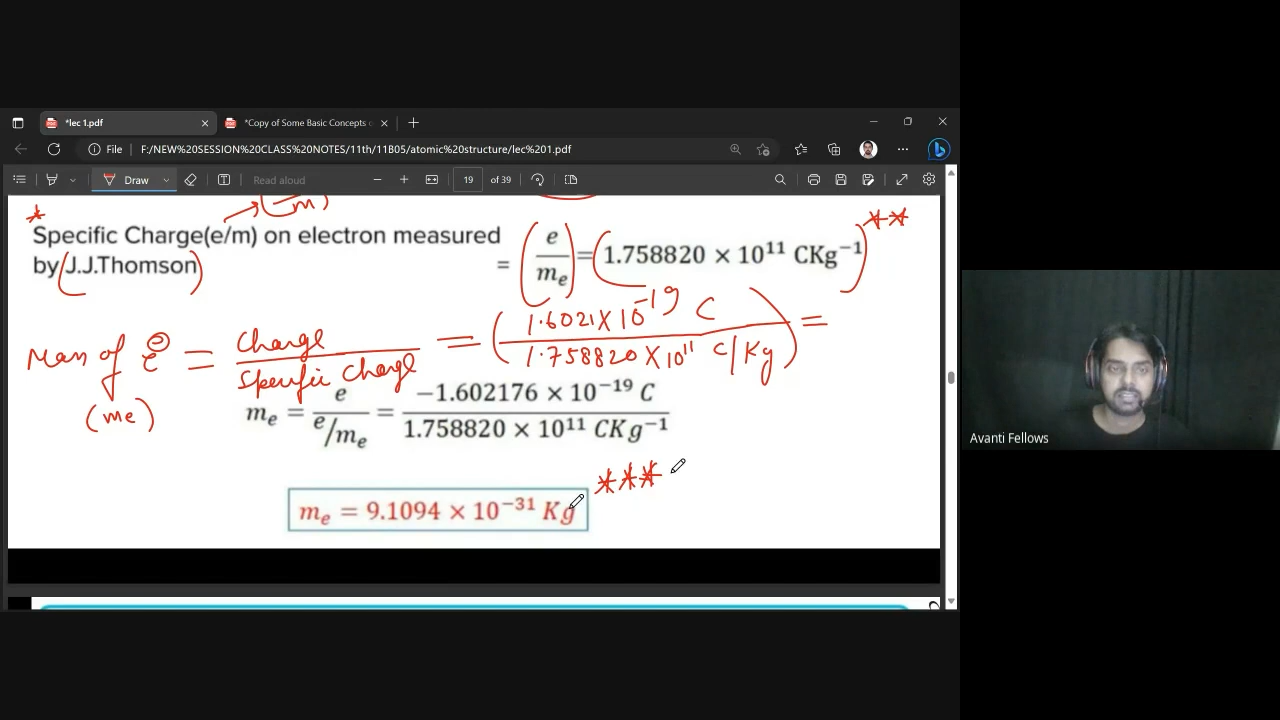 *lec 1.pdf
*Copy of Some Basic Concepts
File
F:/NEW%20SESSION%20CLASS%20NOTES/11th/11B05/atomic%20structure/lec%201.pdf
Draw
Read aloud
19 of 39
Specific Charge(e/m) on electron measured
by J.J.Thomson
= e/mₑ = 1.758820 × 10¹¹ CKg⁻¹ **
Mass of e⊖ = Charge / Specific Charge = (1.6021 × 10⁻¹⁹ C / 1.758820 × 10¹¹ C/Kg) =
(me)
mₑ = e / e/mₑ = −1.602176 × 10⁻¹⁹ C / 1.758820 × 10¹¹ CKg⁻¹
mₑ = 9.1094 × 10⁻³¹ Kg ***
Avanti Fellows